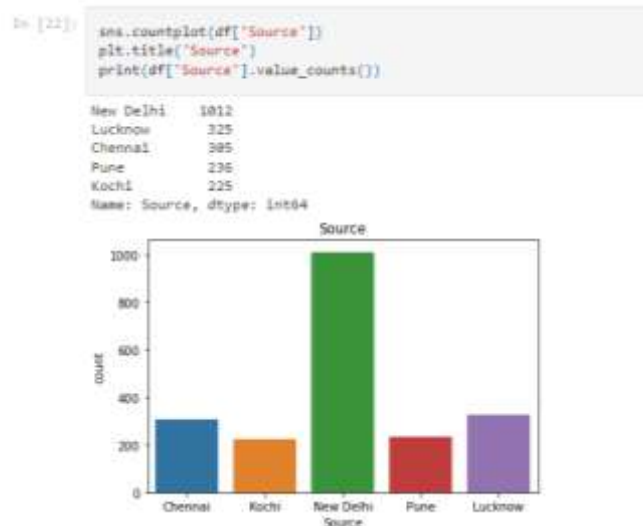 In [22]:
sns.countplot(df['Source'])
plt.title('Source')
print(df['Source'].value_counts())
New Delhi 1012
Lucknow 325
Chennai 305
Pune 236
Kochi 225
Name: Source, dtype: int64
Source
1000
800
600
400
200
0
count
Chennai Kochi New Delhi Pune Lucknow
Source